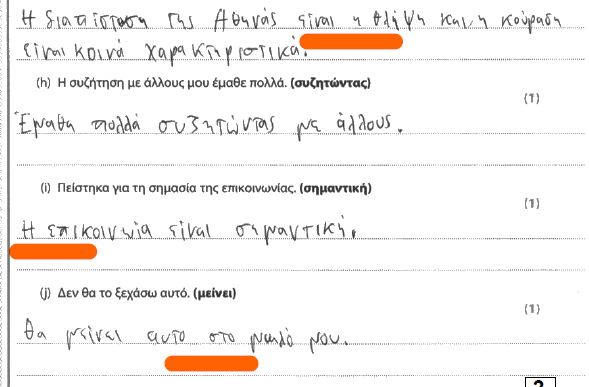 Η διαπίστωση της Αθηνάς είναι η θλίψη και η κούραση
είναι κοινά χαρακτηριστικά.
(h) Η συζήτηση με άλλους μου έμαθε πολλά. (συζητώντας)
(1)
Έμαθα πολλά συζητώντας με άλλους.
(i) Πείστηκα για τη σημασία της επικοινωνίας. (σημαντική)
(1)
Η επικοινωνία είναι σημαντική.
(j) Δεν θα το ξεχάσω αυτό. (μείνει)
(1)
θα μείνει αυτο στο μυαλό μου.
2